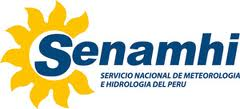 Senamhi
SERVICIO NACIONAL DE METEOROLOGIA
E HIDROLOGIA DEL PERU